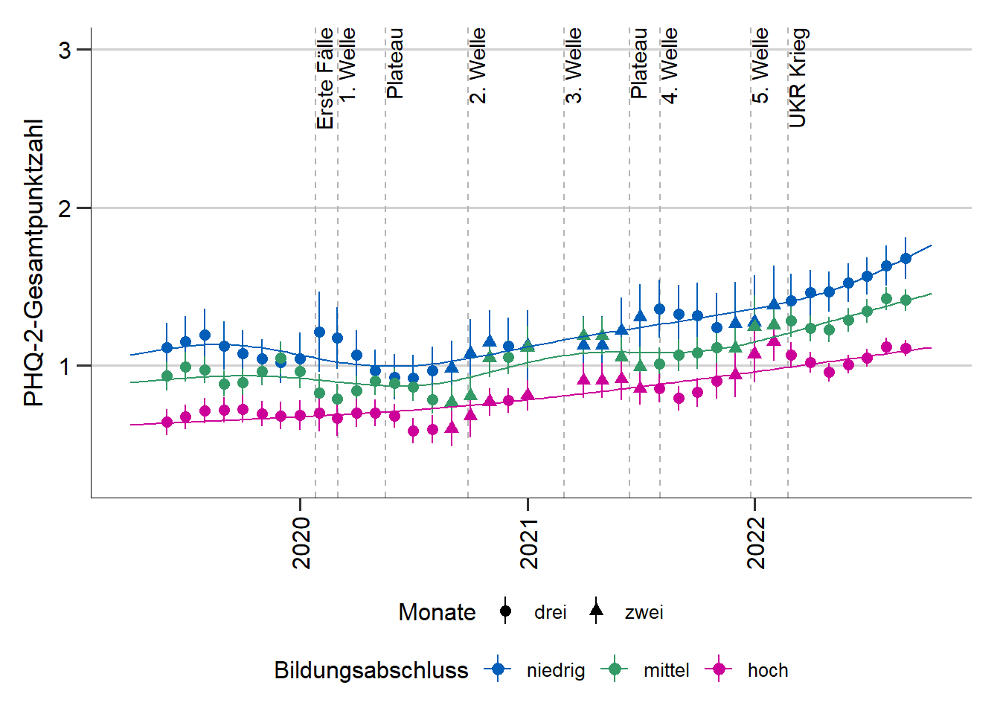 PHQ-2-Gesamtpunktzahl
3
2
1
Erste Fälle
1. Welle
Plateau
2. Welle
3. Welle
Plateau
4. Welle
5. Welle
UKR Krieg
2020
2021
2022
Monate drei zwei
Bildungsabschluss niedrig mittel hoch